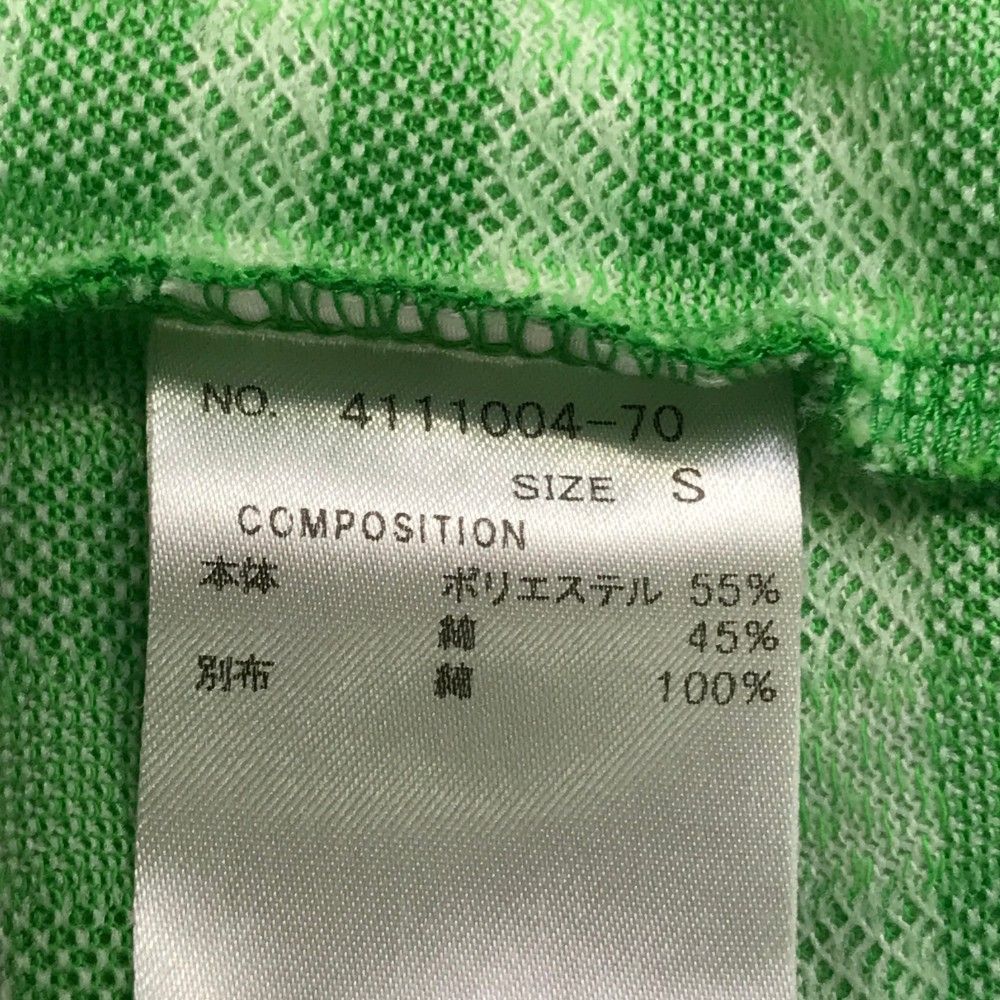 NO. 4111004-70
SIZE S
COMPOSITION
本体 ポリエステル 55%
綿 45%
別布 綿 100%